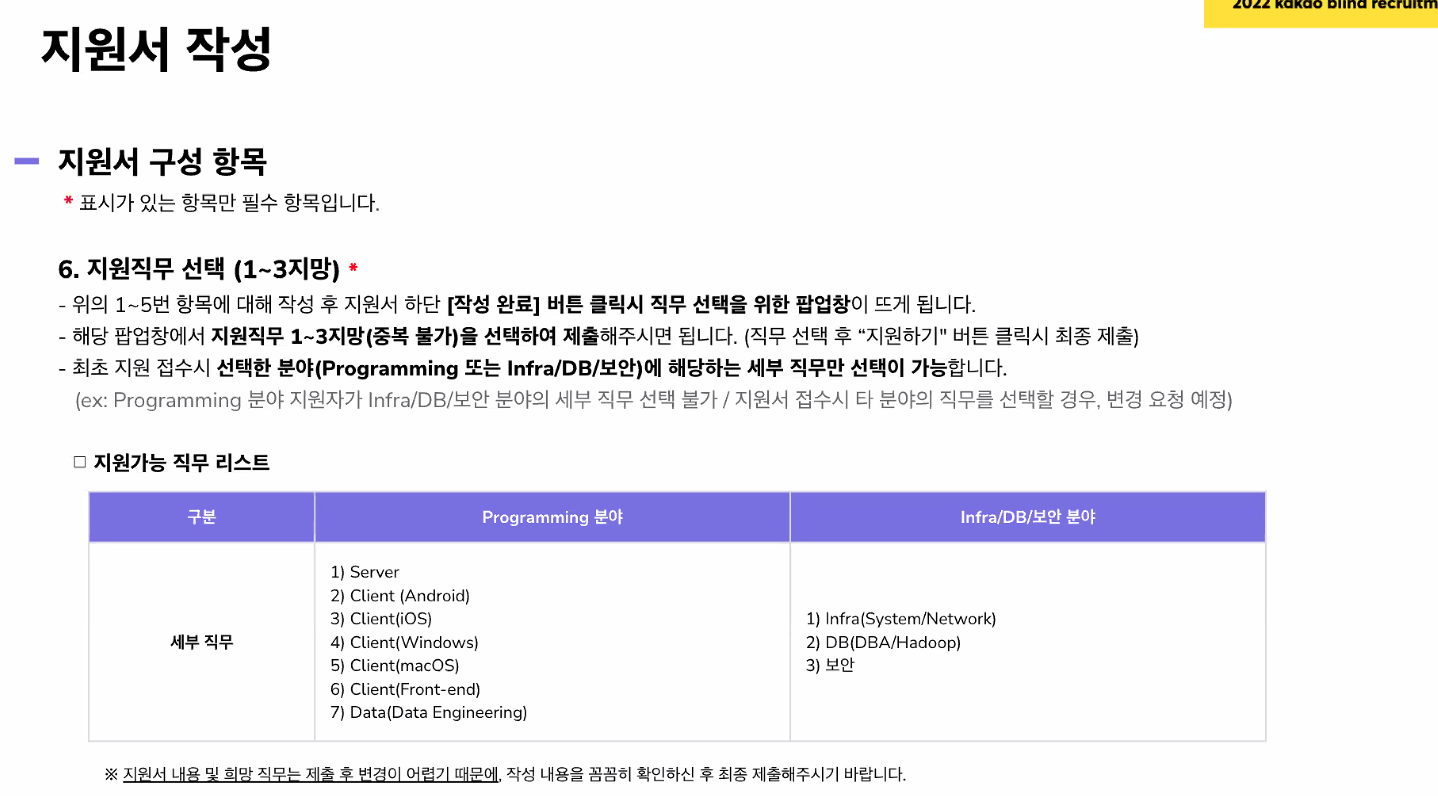 2022 kakao blind recruitm
지원서 작성
지원서 구성 항목
* 표시가 있는 항목만 필수 항목입니다.
6. 지원직무 선택 (1~3지망) *
- 위의 1~5번 항목에 대해 작성 후 지원서 하단 [작성 완료] 버튼 클릭시 직무 선택을 위한 팝업창이 뜨게 됩니다.
- 해당 팝업창에서 지원직무 1~3지망(중복 불가)을 선택하여 제출해주시면 됩니다. (직무 선택 후 “지원하기" 버튼 클릭시 최종 제출)
- 최초 지원 접수시 선택한 분야(Programming 또는 Infra/DB/보안)에 해당하는 세부 직무만 선택이 가능합니다.
(ex: Programming 분야 지원자가 Infra/DB/보안 분야의 세부 직무 선택 불가 / 지원서 접수시 타 분야의 직무를 선택할 경우, 변경 요청 예정)
□ 지원가능 직무 리스트
구분
Programming 분야
Infra/DB/보안 분야
세부 직무
1) Server
2) Client (Android)
3) Client(iOS)
4) Client(Windows)
5) Client(macOS)
6) Client(Front-end)
7) Data(Data Engineering)
1) Infra(System/Network)
2) DB(DBA/Hadoop)
3) 보안
※ 지원서 내용 및 희망 직무는 제출 후 변경이 어렵기 때문에, 작성 내용을 꼼꼼히 확인하신 후 최종 제출해주시기 바랍니다.